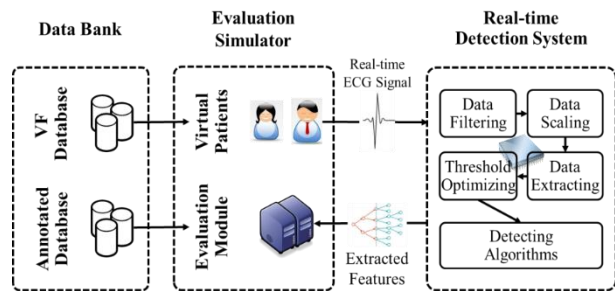 Data Bank
Evaluation
Simulator
Real-time
Detection System
VF
Database
Annotated
Database
Virtual
Patients
Evaluation
Module
Real-time
ECG Signal
Extracted
Features
Data
Filtering
Data
Scaling
Threshold
Optimizing
Data
Extracting
Detecting
Algorithms